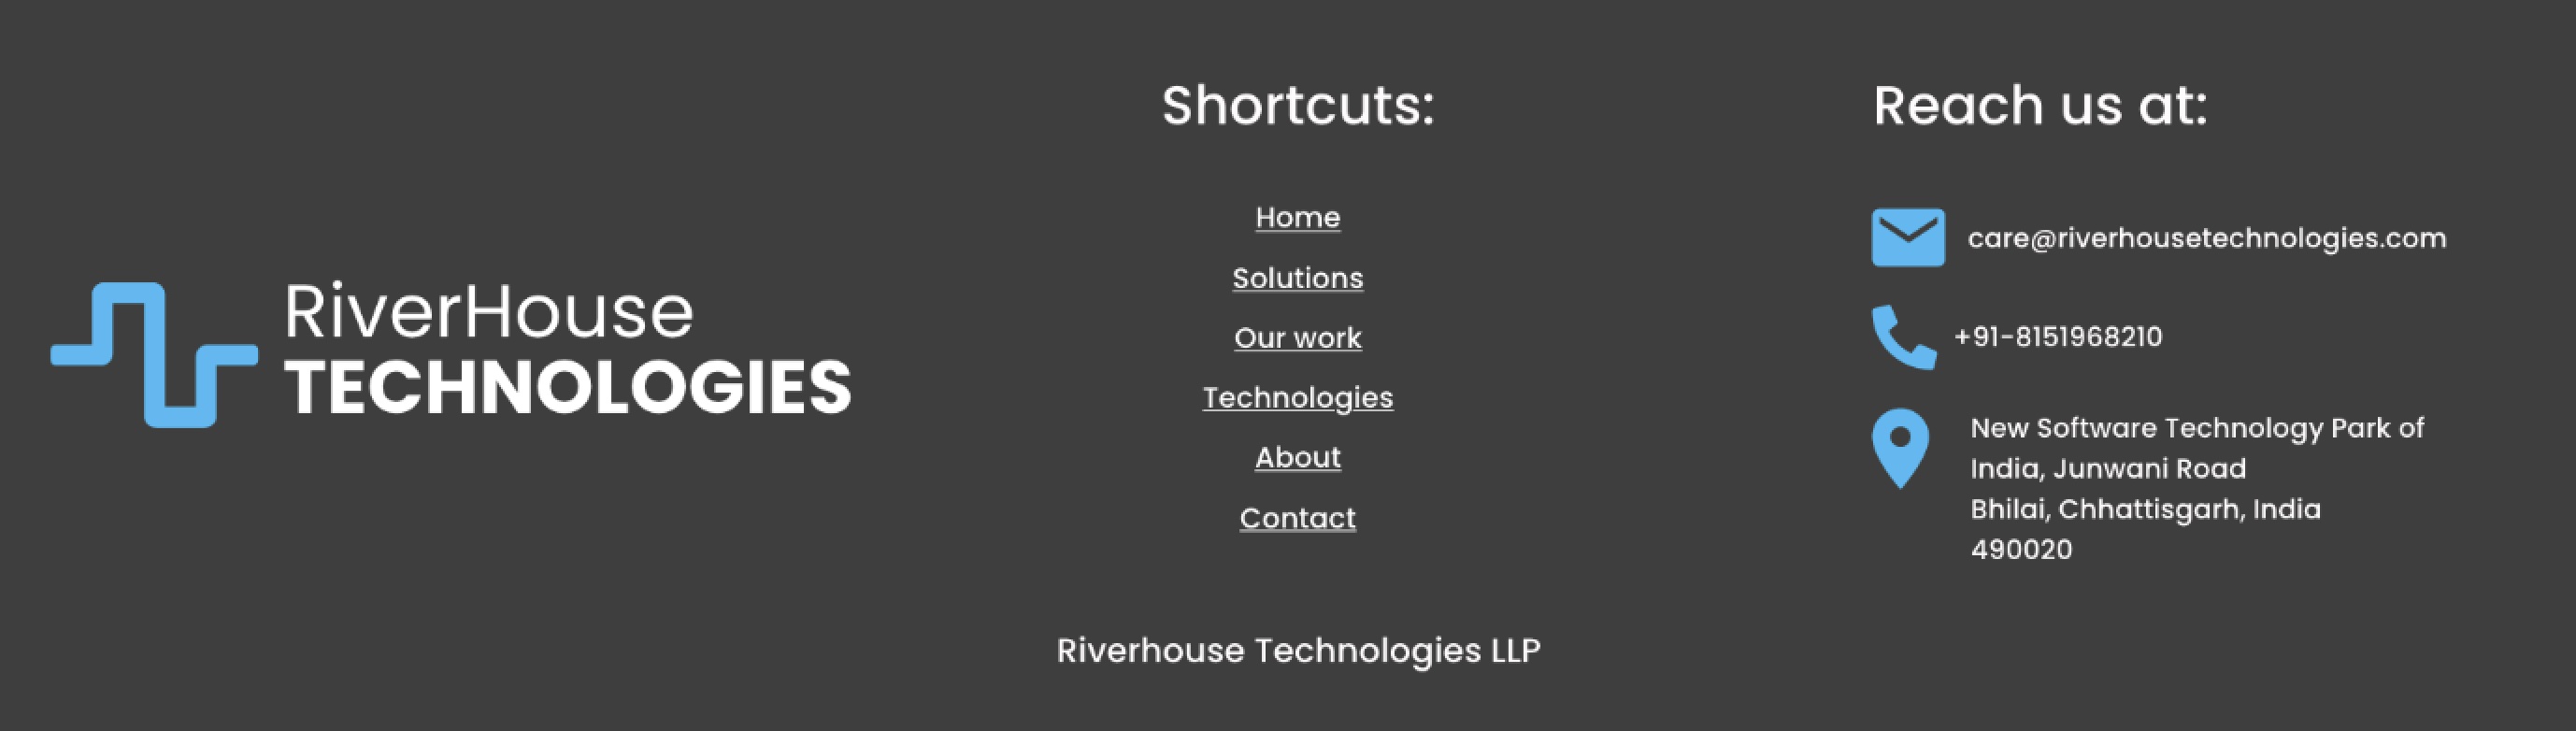 RiverHouse
TECHNOLOGIES
Shortcuts:
Home
Solutions
Our work
Technologies
About
Contact
Reach us at:
care@riverhousetechnologies.com
+91-8151968210
New Software Technology Park of
India, Junwani Road
Bhilai, Chhattisgarh, India
490020
Riverhouse Technologies LLP